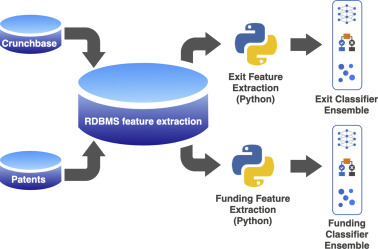 Crunchbase
RDBMS feature extraction
Patents
Exit Feature
Extraction
(Python)
Exit Classifier
Ensemble
Funding Feature
Extraction
(Python)
Funding
Classifier
Ensemble